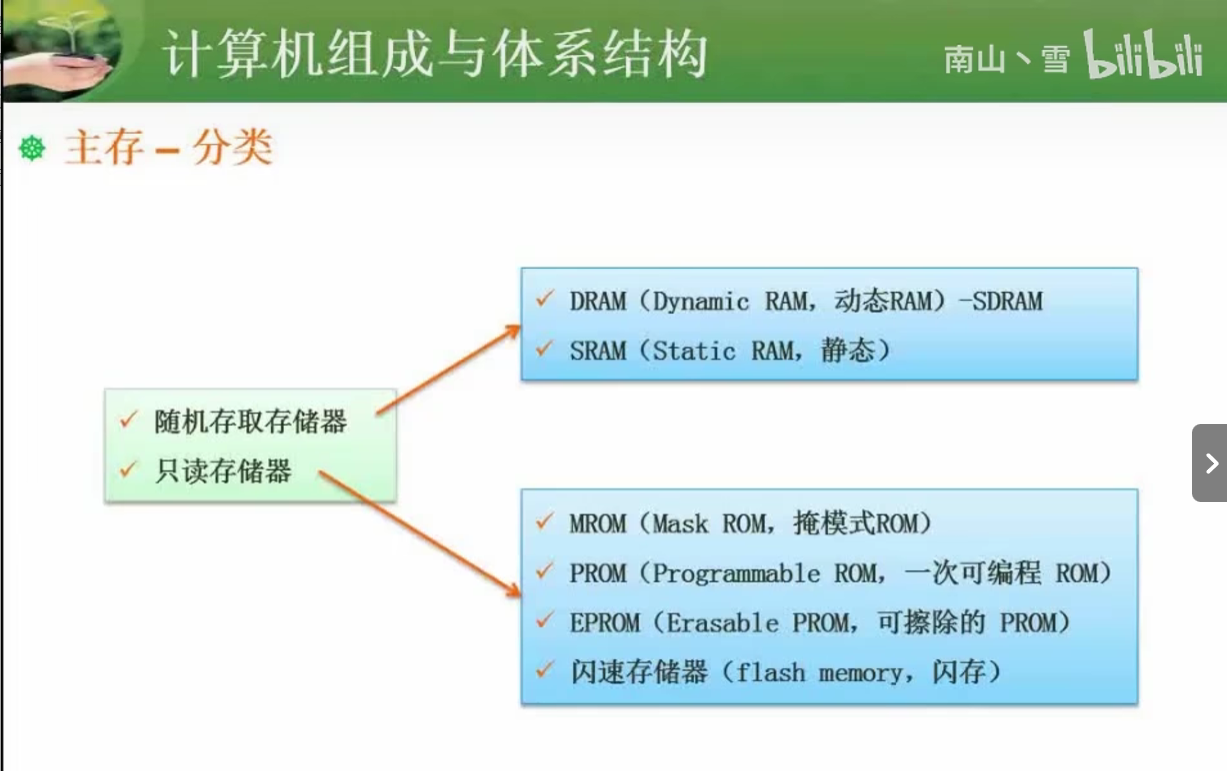 计算机组成与体系结构
南山丶雪 bilibili
主存 – 分类
DRAM（Dynamic RAM，动态RAM）-SDRAM
SRAM（Static RAM，静态）
随机存取存储器
只读存储器
MROM（Mask ROM，掩模式ROM）
PROM（Programmable ROM，一次可编程 ROM）
EPROM（Erasable PROM，可擦除的 PROM）
闪速存储器（flash memory，闪存）